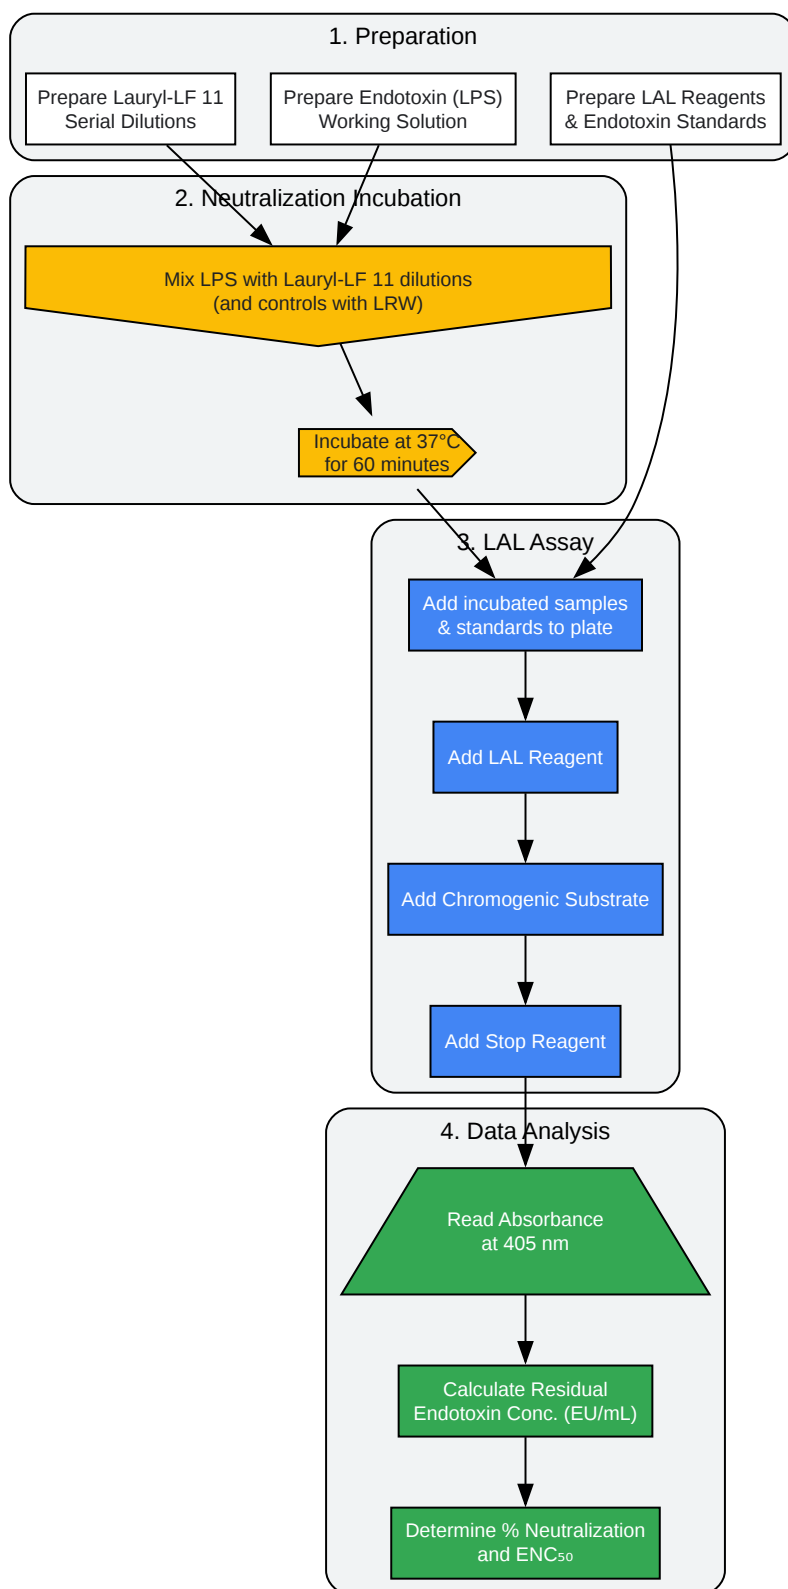 1. Preparation
Prepare Lauryl-LF 11
Serial Dilutions
Prepare Endotoxin (LPS)
Working Solution
Prepare LAL Reagents
& Endotoxin Standards
2. Neutralization Incubation
Mix LPS with Lauryl-LF 11 dilutions
(and controls with LRW)
Incubate at 37°C
for 60 minutes
3. LAL Assay
Add incubated samples
& standards to plate
Add LAL Reagent
Add Chromogenic Substrate
Add Stop Reagent
4. Data Analysis
Read Absorbance
at 405 nm
Calculate Residual
Endotoxin Conc. (EU/mL)
Determine % Neutralization
and ENC₅₀